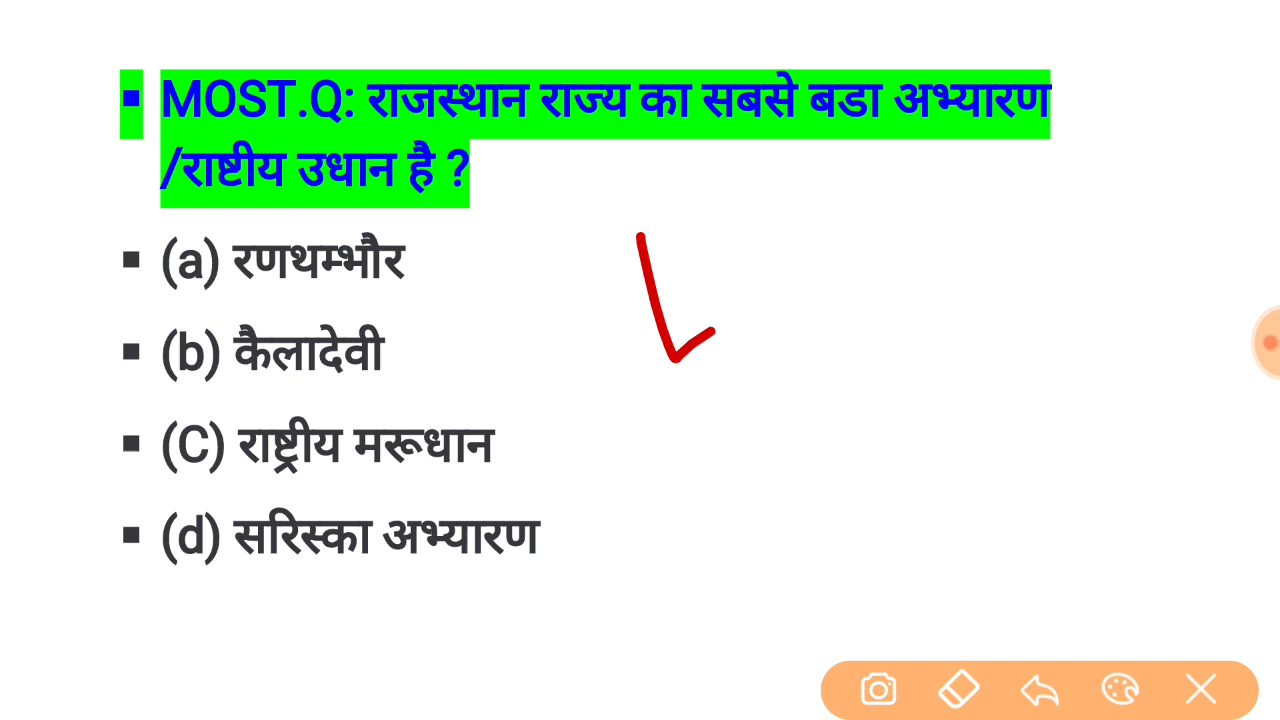 ▪ MOST.Q: राजस्थान राज्य का सबसे बडा अभ्यारण
/राष्टीय उधान है ?
▪ (a) रणथम्भौर
▪ (b) कैलादेवी
▪ (C) राष्ट्रीय मरूधान
▪ (d) सरिस्का अभ्यारण